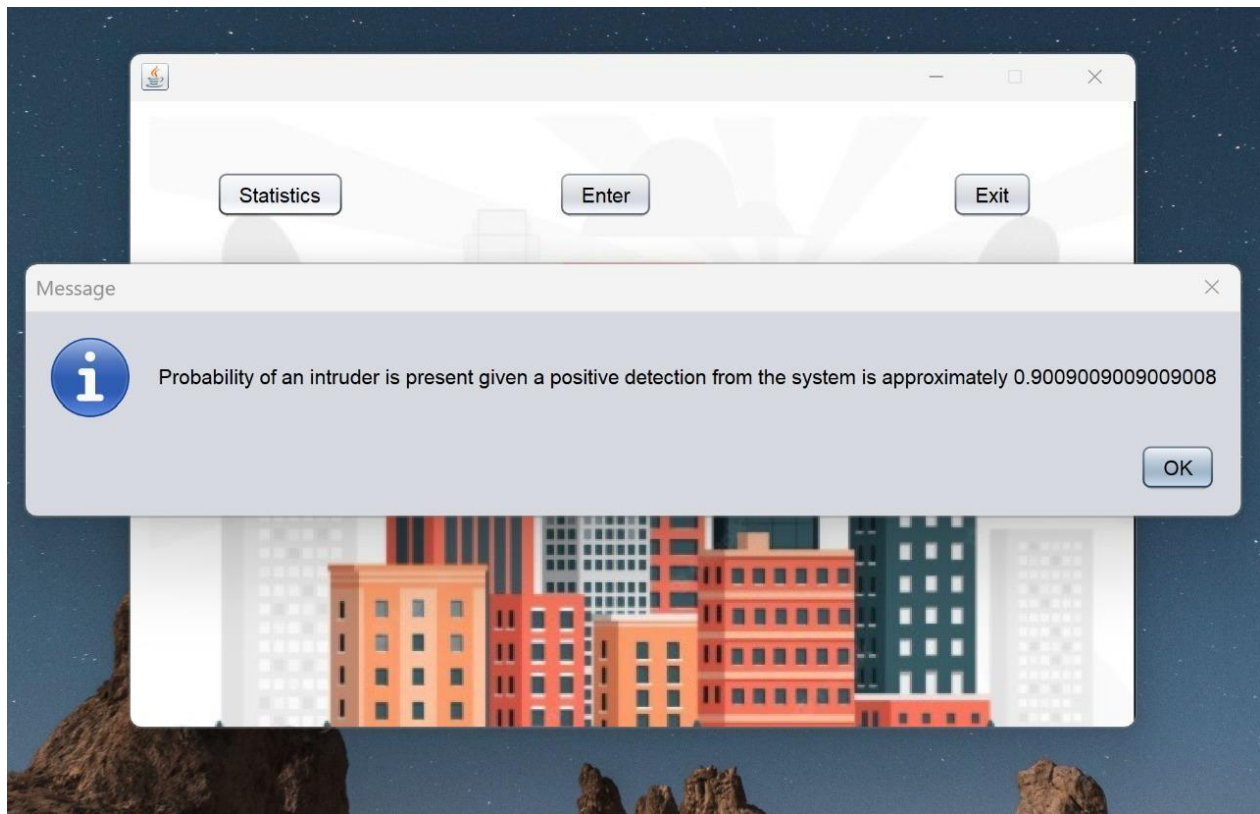 Statistics
Enter
Exit
Message
Probability of an intruder is present given a positive detection from the system is approximately 0.9009009009009008
OK